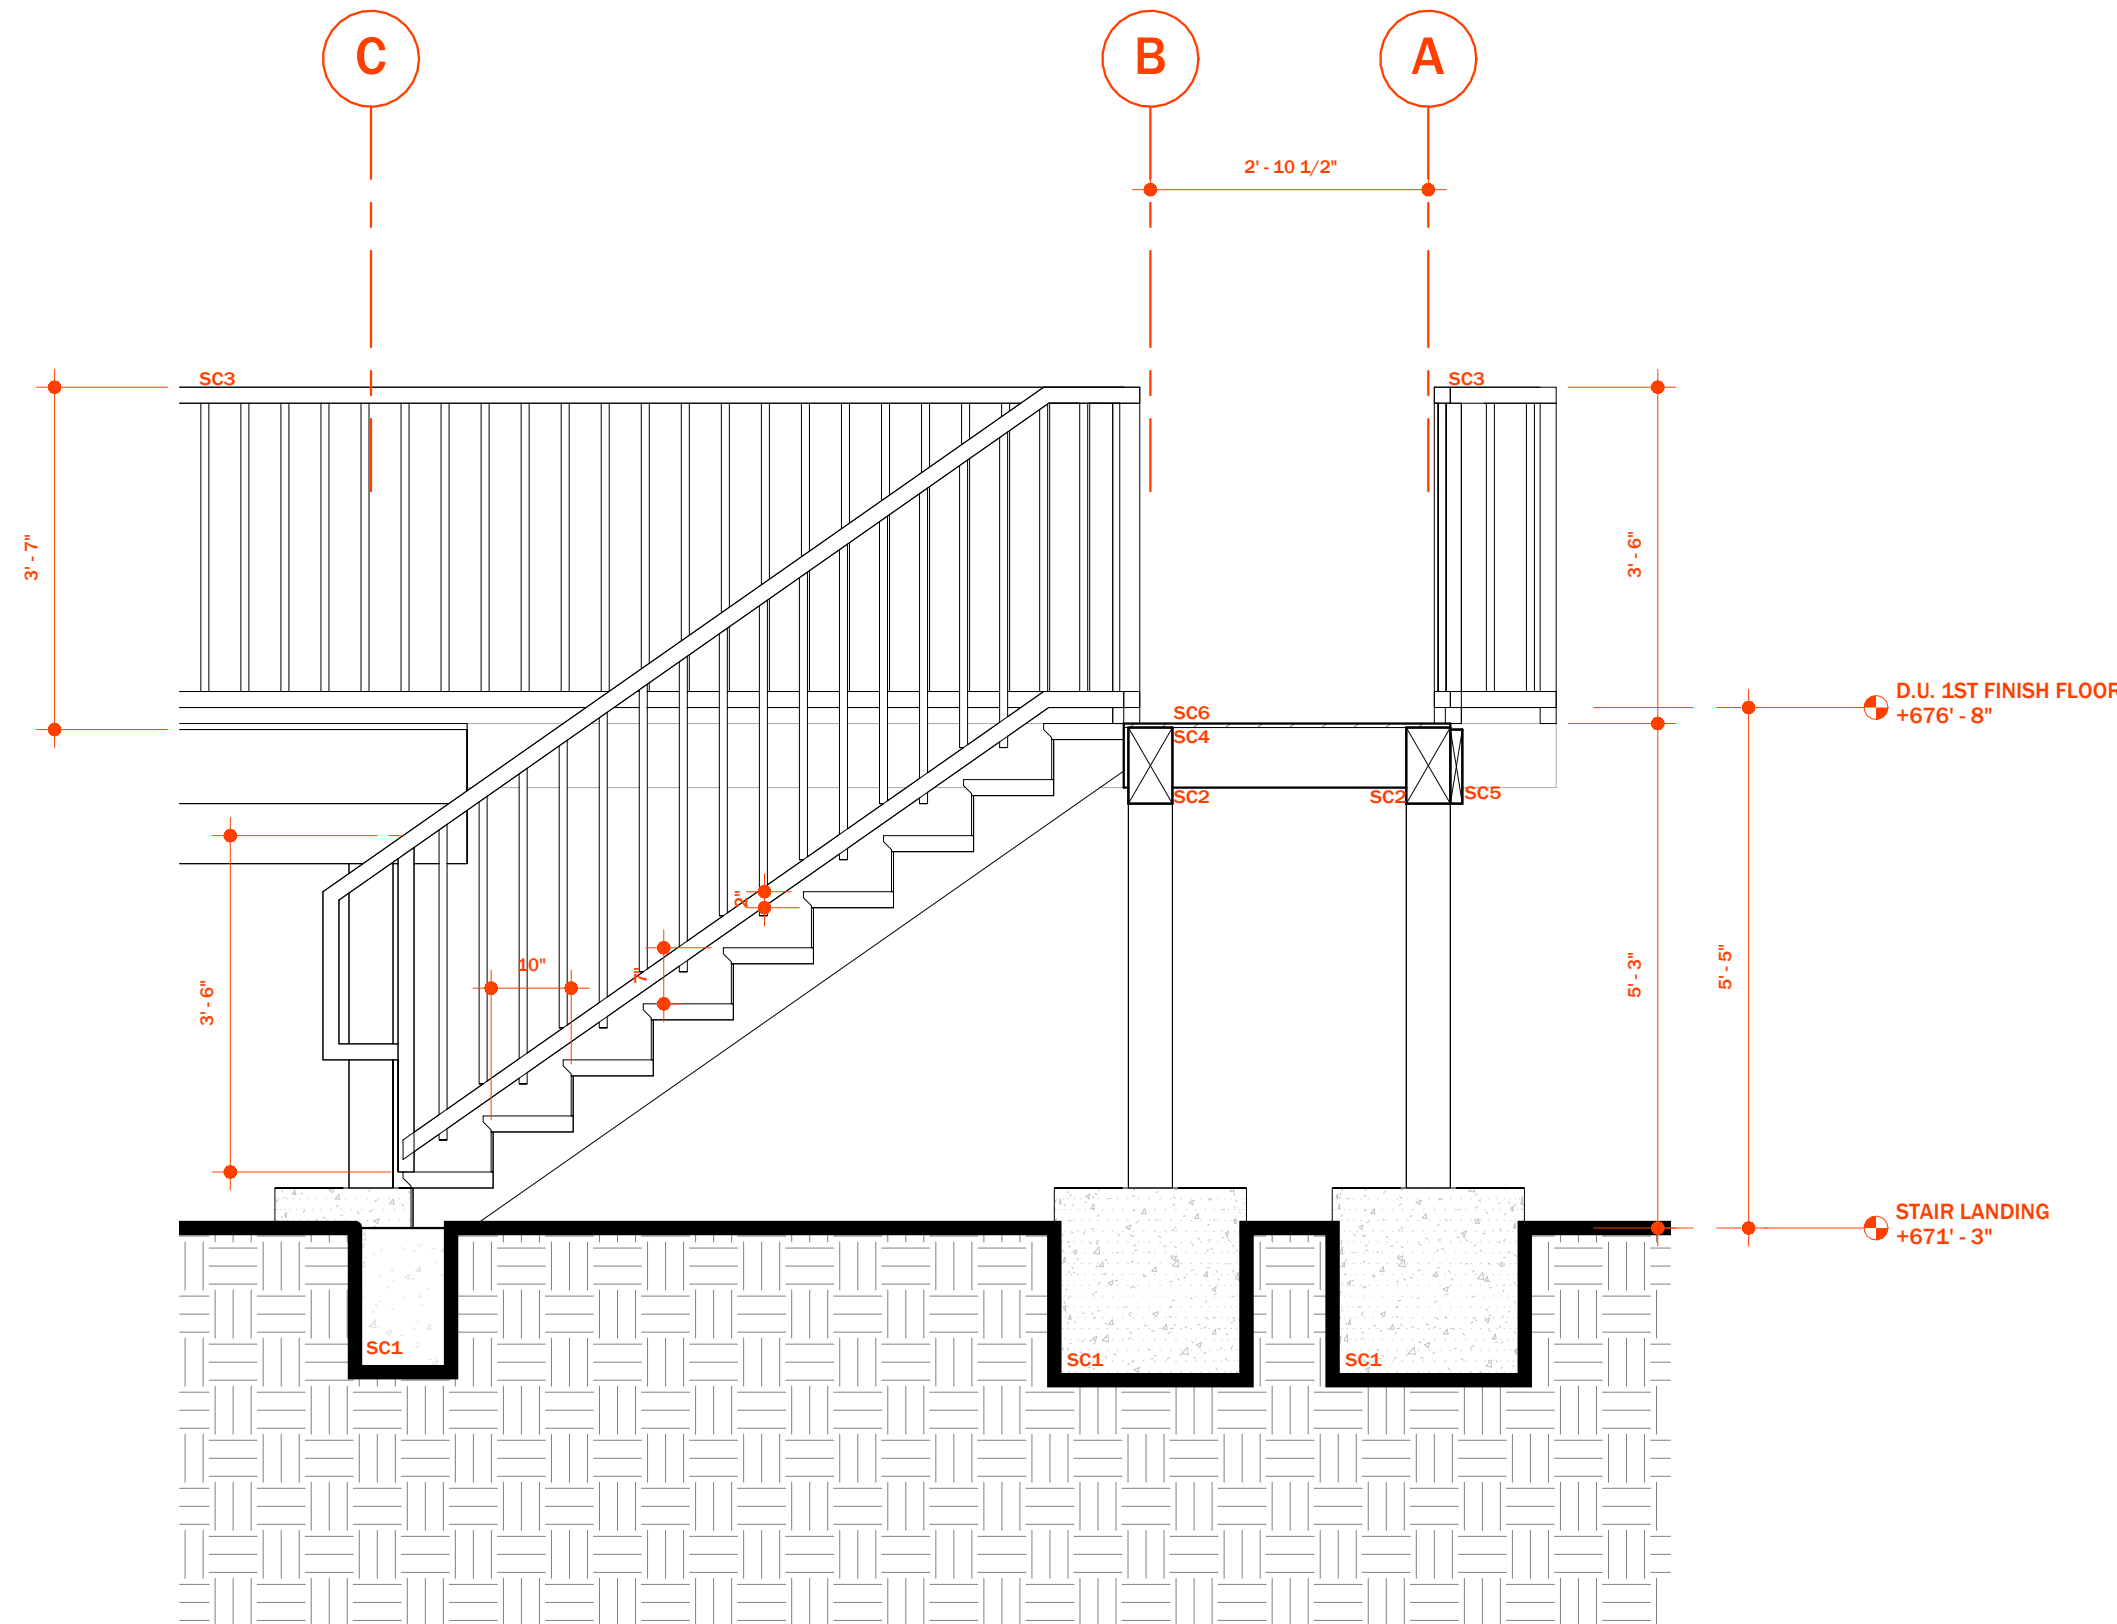 C
B
A
2' - 10 1/2"
SC3
SC3
3' - 7"
3' - 6"
D.U. 1ST FINISH FLOOR
+676' - 8"
SC6
SC4
SC2
SC2
SC5
2"
10"
7"
3' - 6"
5' - 3"
5' - 5"
STAIR LANDING
+671' - 3"
SC1
SC1
SC1